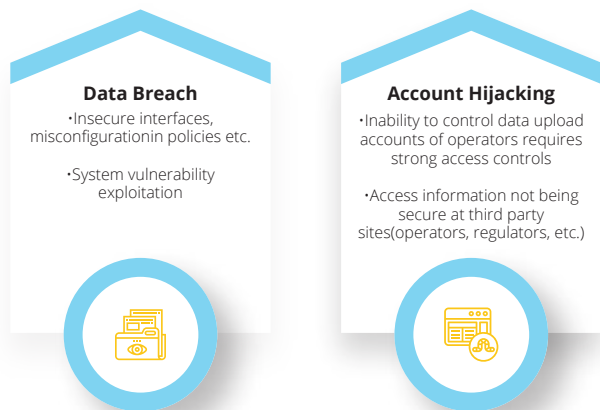 Data Breach
•Insecure interfaces,
misconfigurationin policies etc.
•System vulnerability
exploitation
Account Hijacking
•Inability to control data upload
accounts of operators requires
strong access controls
•Access information not being
secure at third party
sites(operators, regulators, etc.)